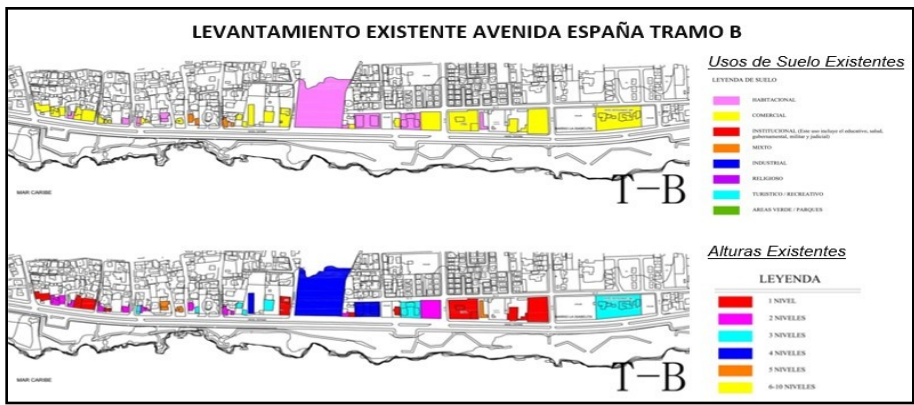 LEVANTAMIENTO EXISTENTE AVENIDA ESPAÑA TRAMO B
Usos de Suelo Existentes
LEYENDA DE SUELO
HABITACIONAL
COMERCIAL
INSTITUCIONAL (Este uso incluye el educativo, salud,
gubernamental, militar y judicial)
MIXTO
INDUSTRIAL
RELIGIOSO
TURISTICO / RECREATIVO
AREAS VERDE / PARQUES
MAR CARIBE
T-B
Alturas Existentes
LEYENDA
1 NIVEL
2 NIVELES
3 NIVELES
4 NIVELES
5 NIVELES
6-10 NIVELES
MAR CARIBE
T-B